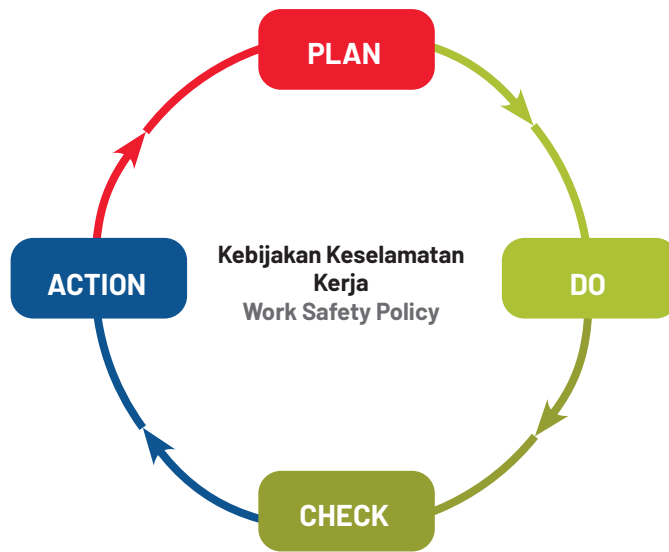 PLAN
ACTION
Kebijakan Keselamatan
Kerja
Work Safety Policy
DO
CHECK